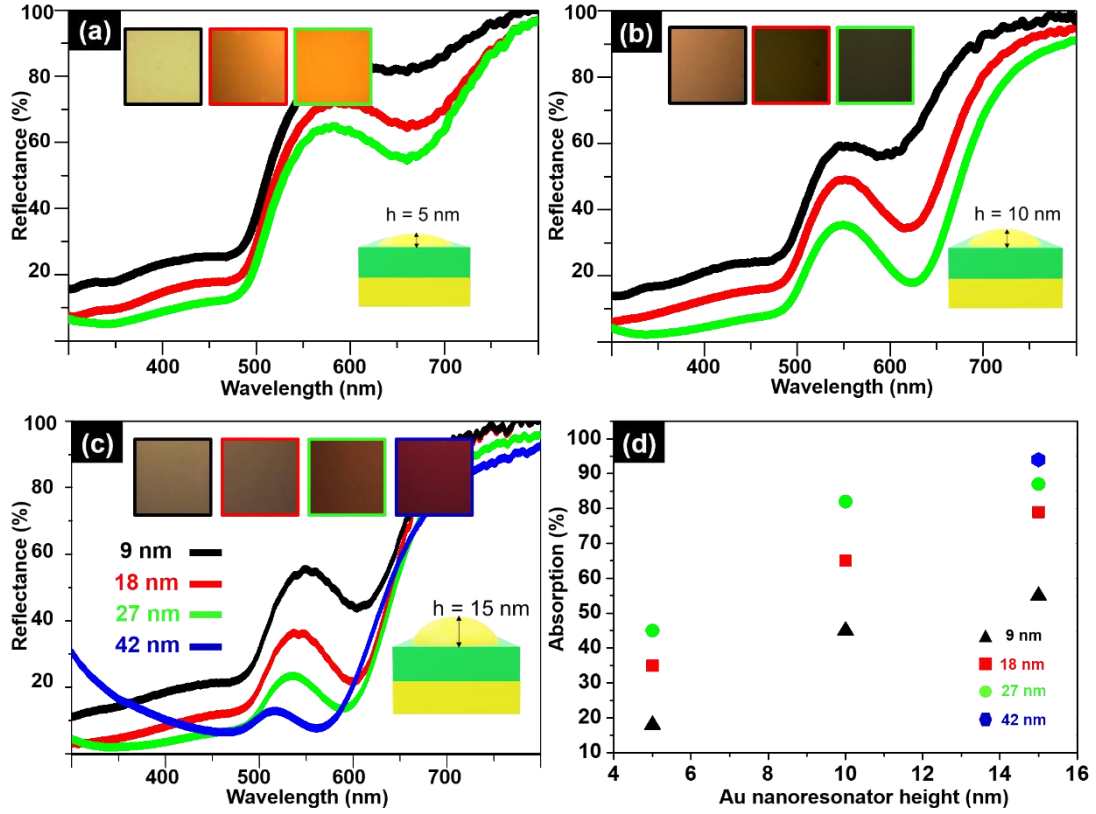 (a)
100
80
60
40
20
Reflectance (%)
h = 5 nm
400 500 600 700
Wavelength (nm)
(b)
100
80
60
40
20
Reflectance (%)
h = 10 nm
400 500 600 700
Wavelength (nm)
(c)
100
80
60
40
20
Reflectance (%)
9 nm
18 nm
27 nm
42 nm
h = 15 nm
400 500 600 700
Wavelength (nm)
(d)
100
90
80
70
60
50
40
30
20
10
Absorption (%)
9 nm
18 nm
27 nm
42 nm
4 6 8 10 12 14 16
Au nanoresonator height (nm)